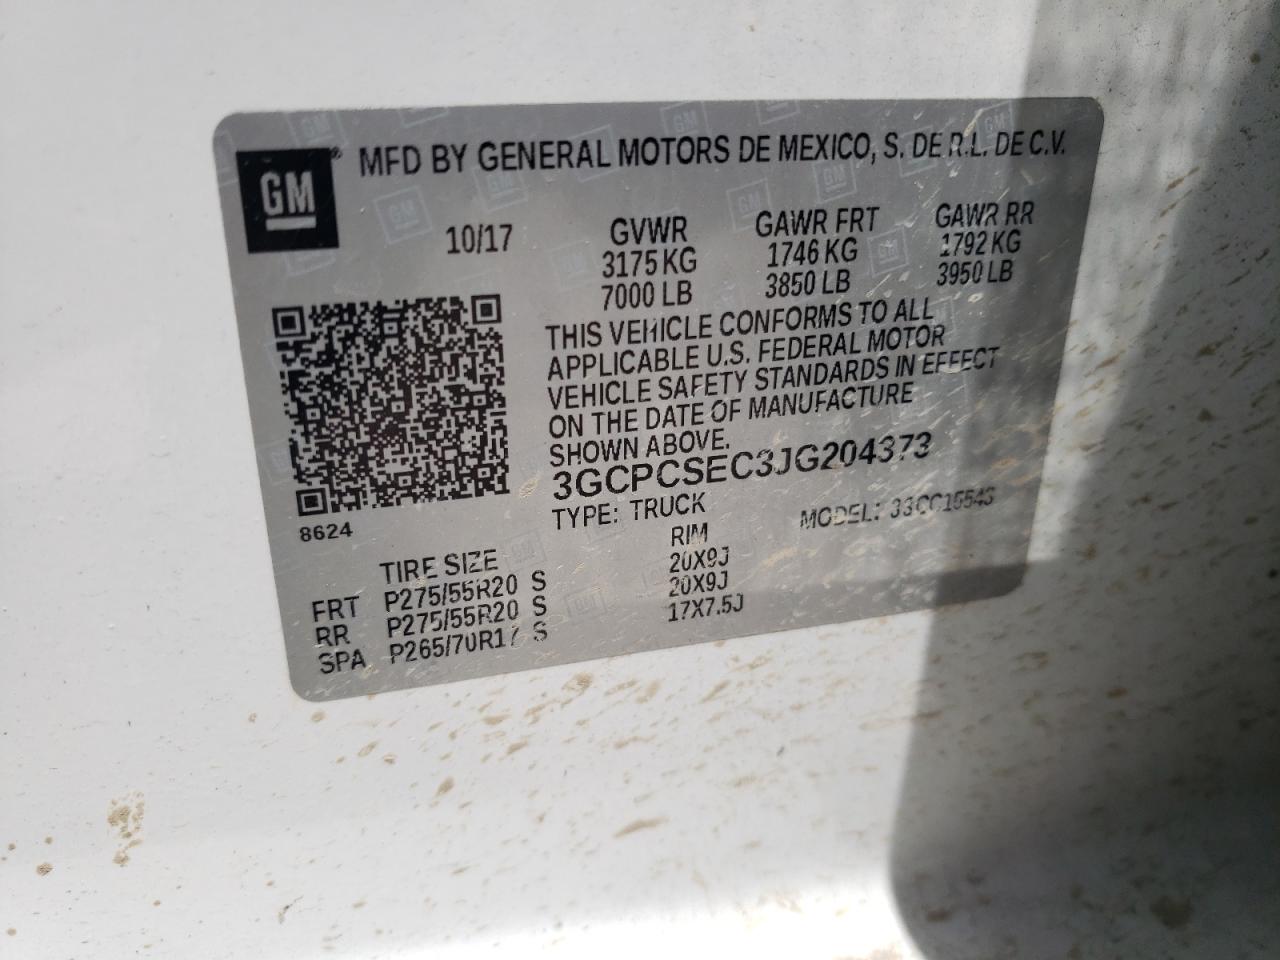 GM ® MFD BY GENERAL MOTORS DE MEXICO, S. DE R.L. DE C.V.
10/17 GVWR GAWR FRT GAWR RR
3175 KG 1746 KG 1792 KG
7000 LB 3850 LB 3950 LB
THIS VEHICLE CONFORMS TO ALL
APPLICABLE U.S. FEDERAL MOTOR
VEHICLE SAFETY STANDARDS IN EFFECT
ON THE DATE OF MANUFACTURE
SHOWN ABOVE.
3GCPCSEC3JG204373
8624
TYPE: TRUCK MODEL:
TIRE SIZE RIM
FRT P275/55R20 S 20X9J
RR P275/55R20 S 20X9J
SPA P265/70R17 S 17X7.5J